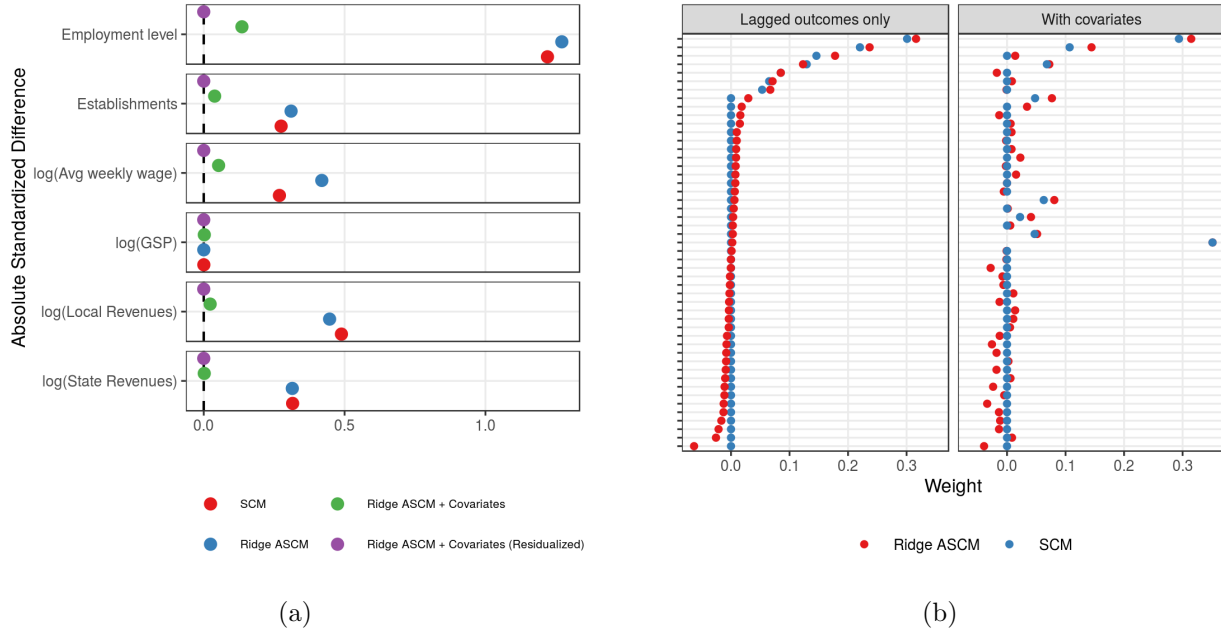 Absolute Standardized Difference
Employment level
Establishments
log(Avg weekly wage)
log(GSP)
log(Local Revenues)
log(State Revenues)
0.0 0.5 1.0
SCM Ridge ASCM + Covariates
Ridge ASCM Ridge ASCM + Covariates (Residualized)
(a)
Lagged outcomes only With covariates
0.0 0.1 0.2 0.3 0.0 0.1 0.2 0.3
Weight
Ridge ASCM SCM
(b)